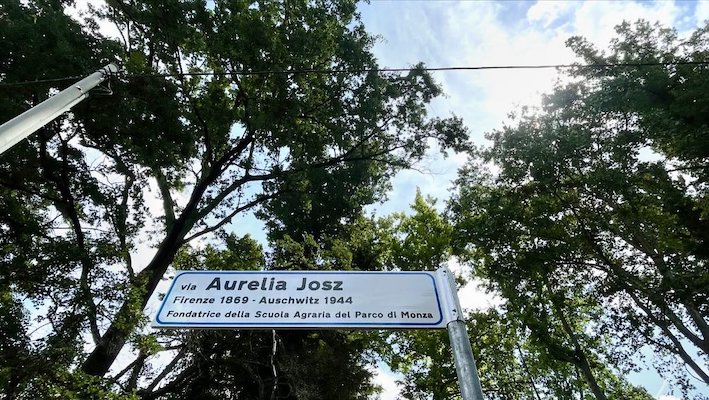 via Aurelia Josz
Firenze 1869 - Auschwitz 1944
Fondatrice della Scuola Agraria del Parco di Monza